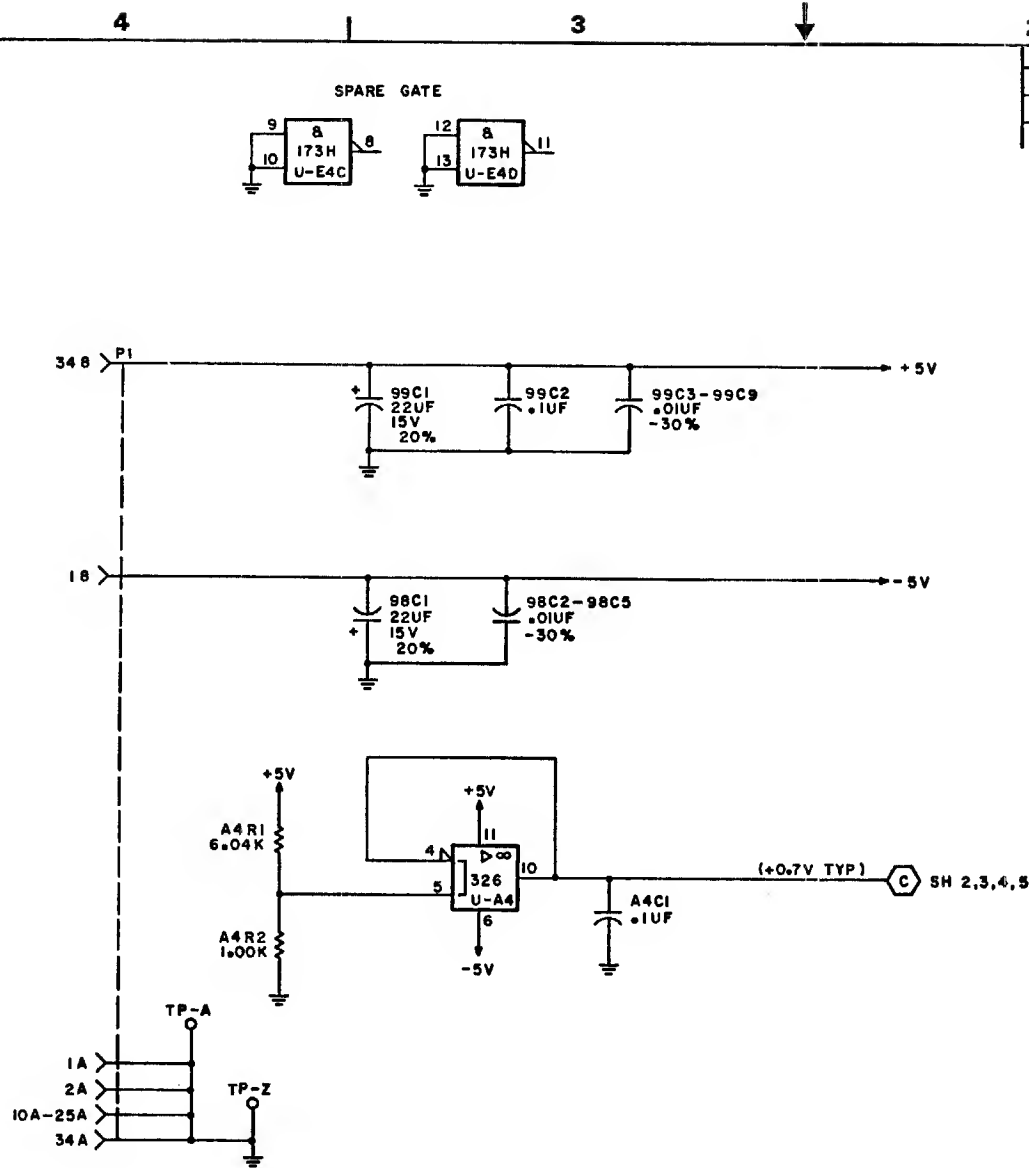 4 3
SPARE GATE
9 10 & 173H U-E4C 8
12 13 & 173H U-E4D 11
34B P1
+5V
+ 99C1 22UF 15V 20%
99C2 .1UF
99C3-99C9 .01UF -30%
1B
-5V
98C1 22UF + 15V 20%
98C2-98C5 .01UF -30%
+5V
A4R1 6.04K
+5V
11
4 ▷∞ 10
5 326 U-A4
6
-5V
(+0.7V TYP)
C SH 2,3,4,5
A4C1 .1UF
A4R2 1.00K
TP-A
1A
2A
TP-Z
10A-25A
34A